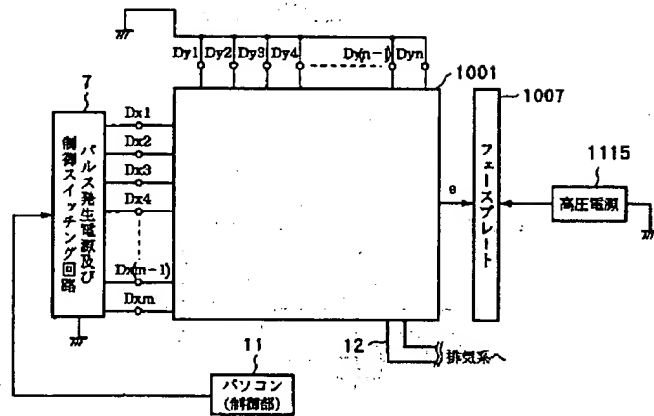 Dy1 Dy2 Dy3 Dy4 Dx(n-1) Dyn
1001
1007
7
Dx1
Dx2
Dx3
Dx4
Dx(m-1)
Dxm
パルス発生電源及び
制御スイッチング回路
e
フェースプレート
1115
高圧電源
12
排気系へ
11
パソコン
(制御部)